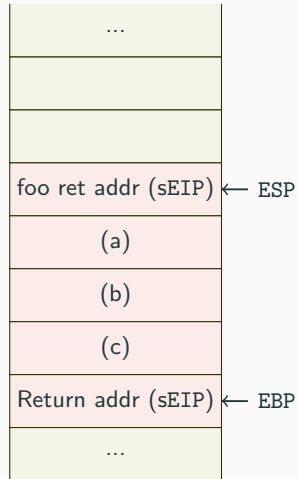 ...
foo ret addr (sEIP) ← ESP
(a)
(b)
(c)
Return addr (sEIP) ← EBP
...